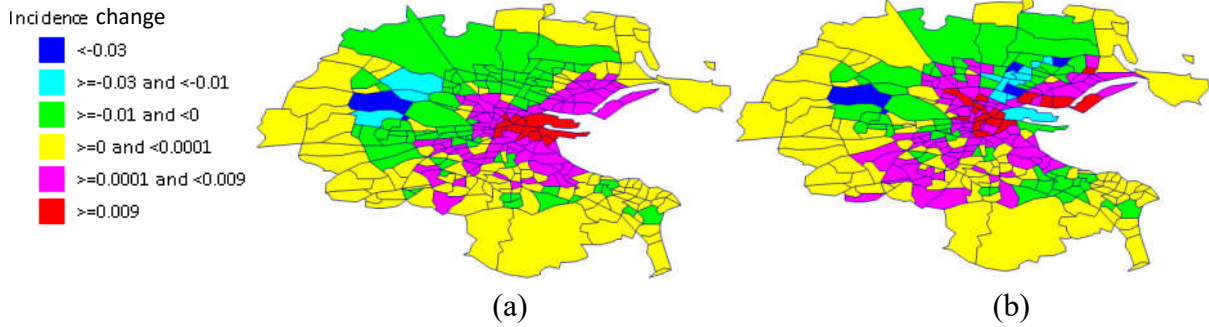 Incidence change
<-0.03
>=-0.03 and <-0.01
>=-0.01 and <0
>=0 and <0.0001
>=0.0001 and <0.009
>=0.009
(a) (b)